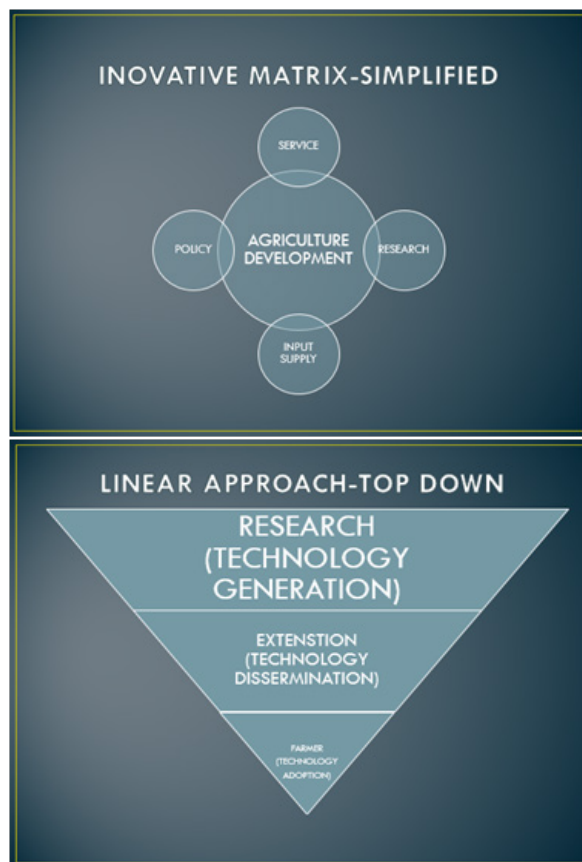 INOVATIVE MATRIX-SIMPLIFIED
SERVICE
POLICY
AGRICULTURE
DEVELOPMENT
RESEARCH
INPUT
SUPPLY
LINEAR APPROACH-TOP DOWN
RESEARCH
(TECHNOLOGY
GENERATION)
EXTENSTION
(TECHNOLOGY
DISSERMINATION)
FARMER
(TECHNOLOGY
ADOPTION)